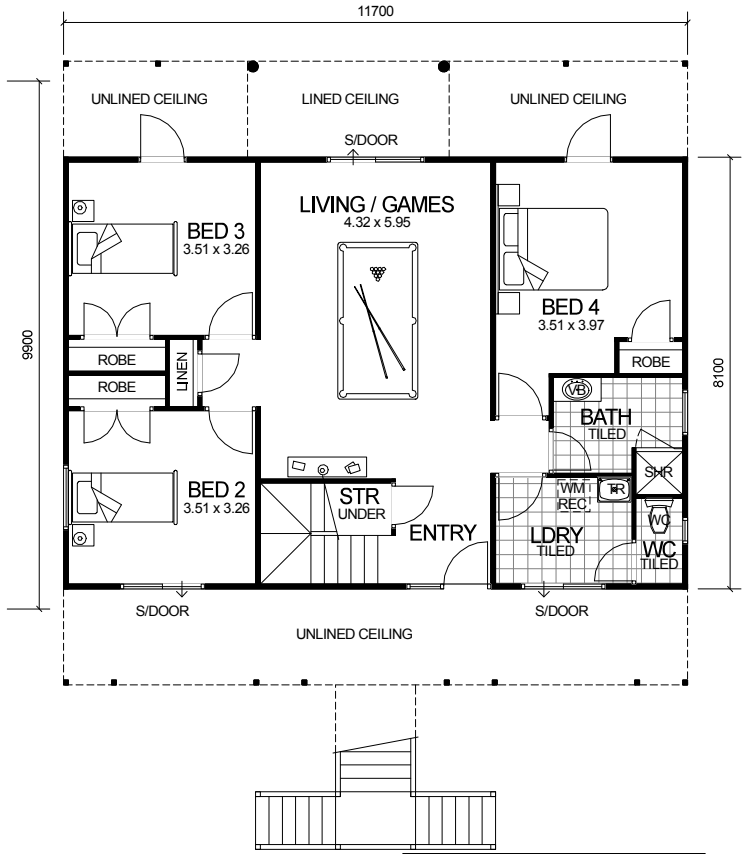 11700
UNLINED CEILING
LINED CEILING
UNLINED CEILING
S/DOOR
LIVING / GAMES
4.32 x 5.95
BED 3
3.51 x 3.26
BED 4
3.51 x 3.97
9900
8100
ROBE
ROBE
LINEN
ROBE
VB
BATH
TILED
SHR
BED 2
3.51 x 3.26
STR
UNDER
ENTRY
WM
REC
TR
LDRY
TILED
WC
WC
TILED
S/DOOR
S/DOOR
UNLINED CEILING